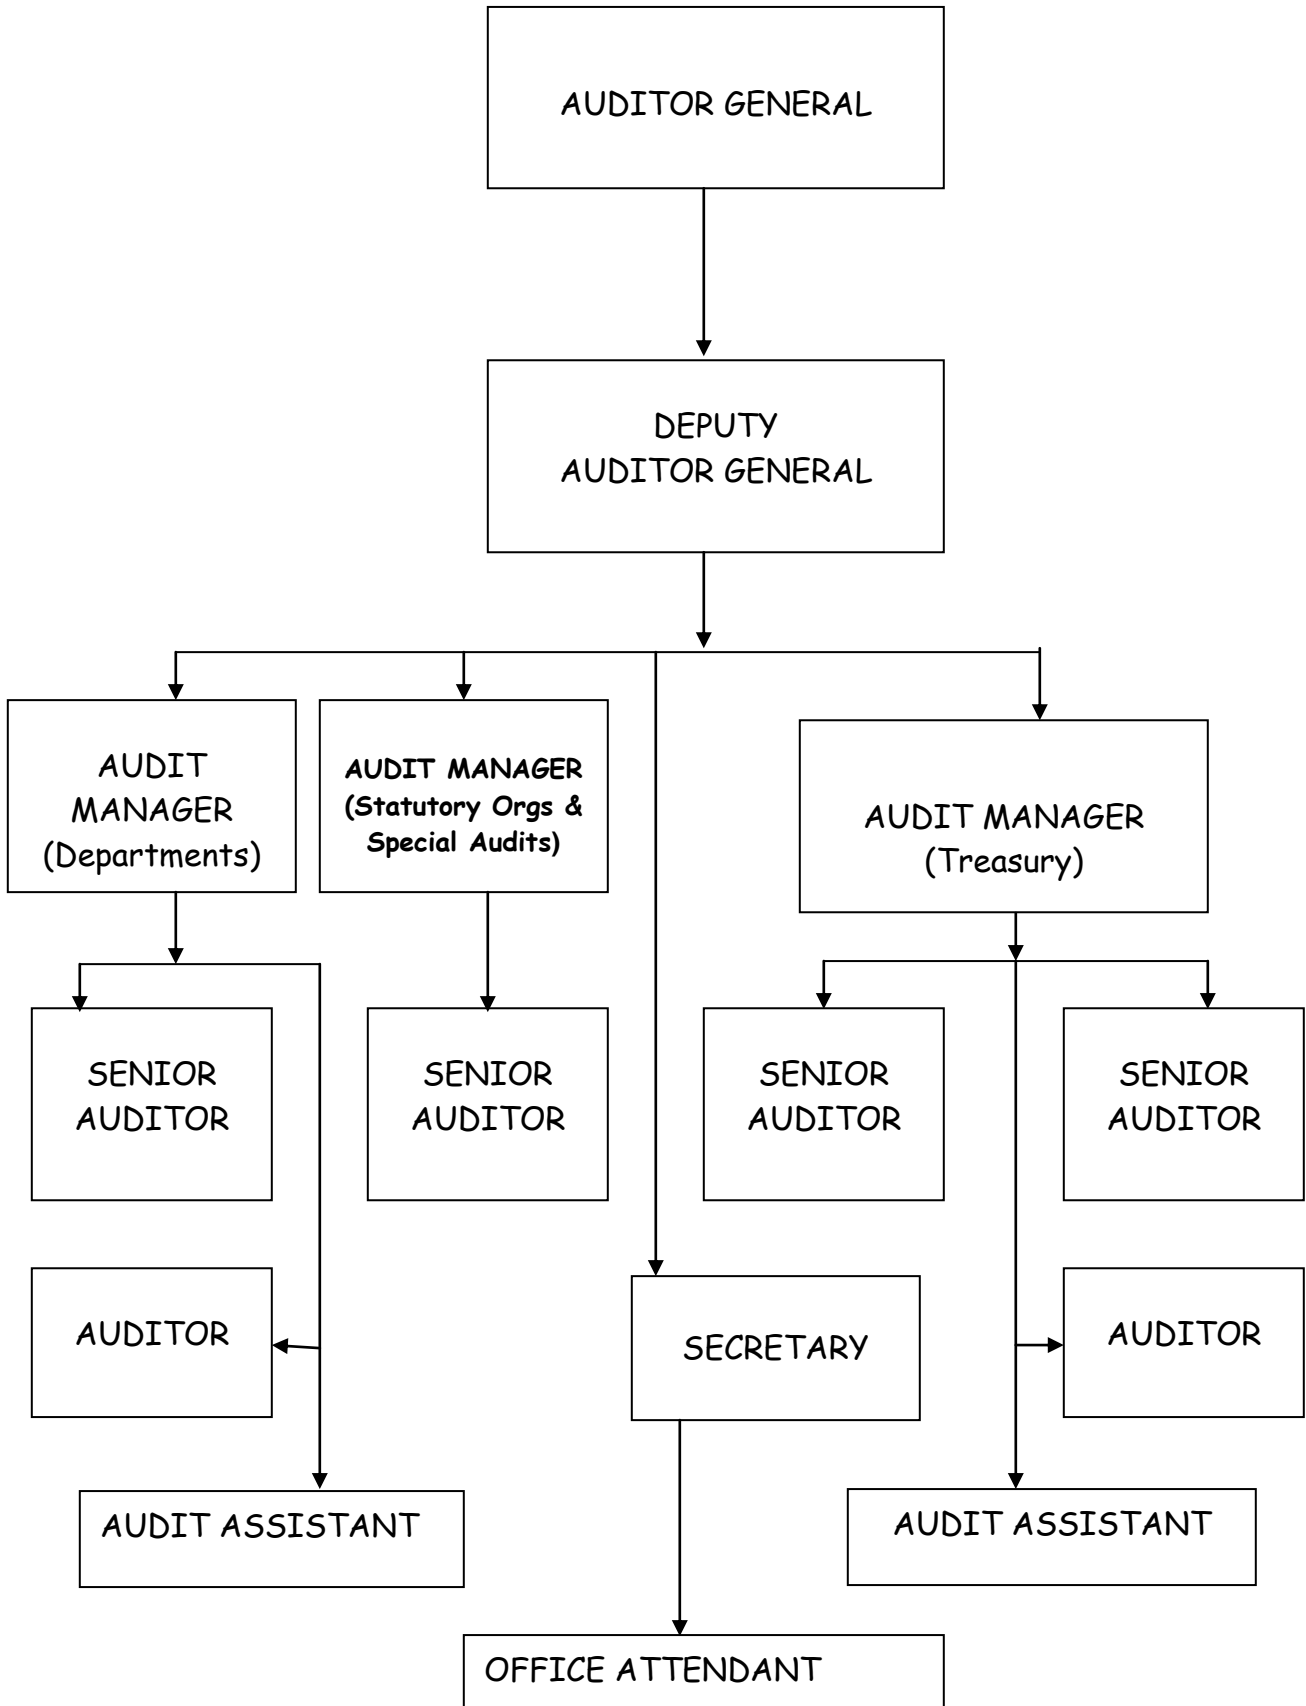 AUDITOR GENERAL
DEPUTY
AUDITOR GENERAL
AUDIT
MANAGER
(Departments)
AUDIT MANAGER
(Statutory Orgs &
Special Audits)
AUDIT MANAGER
(Treasury)
SENIOR
AUDITOR
SENIOR
AUDITOR
SENIOR
AUDITOR
SENIOR
AUDITOR
AUDITOR
SECRETARY
AUDITOR
AUDIT ASSISTANT
AUDIT ASSISTANT
OFFICE ATTENDANT